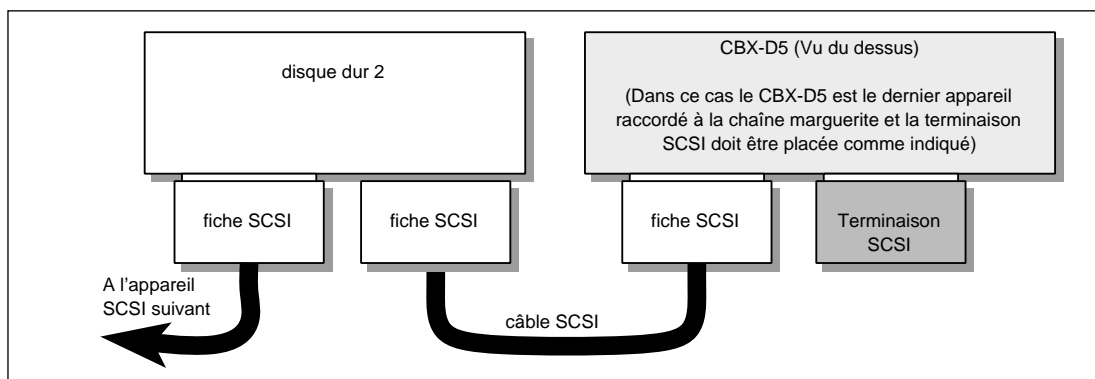 disque dur 2
CBX-D5 (Vu du dessus)
(Dans ce cas le CBX-D5 est le dernier appareil
raccordé à la chaîne marguerite et la terminaison
SCSI doit être placée comme indiqué)
fiche SCSI
fiche SCSI
fiche SCSI
Terminaison
SCSI
A l’appareil
SCSI suivant
câble SCSI